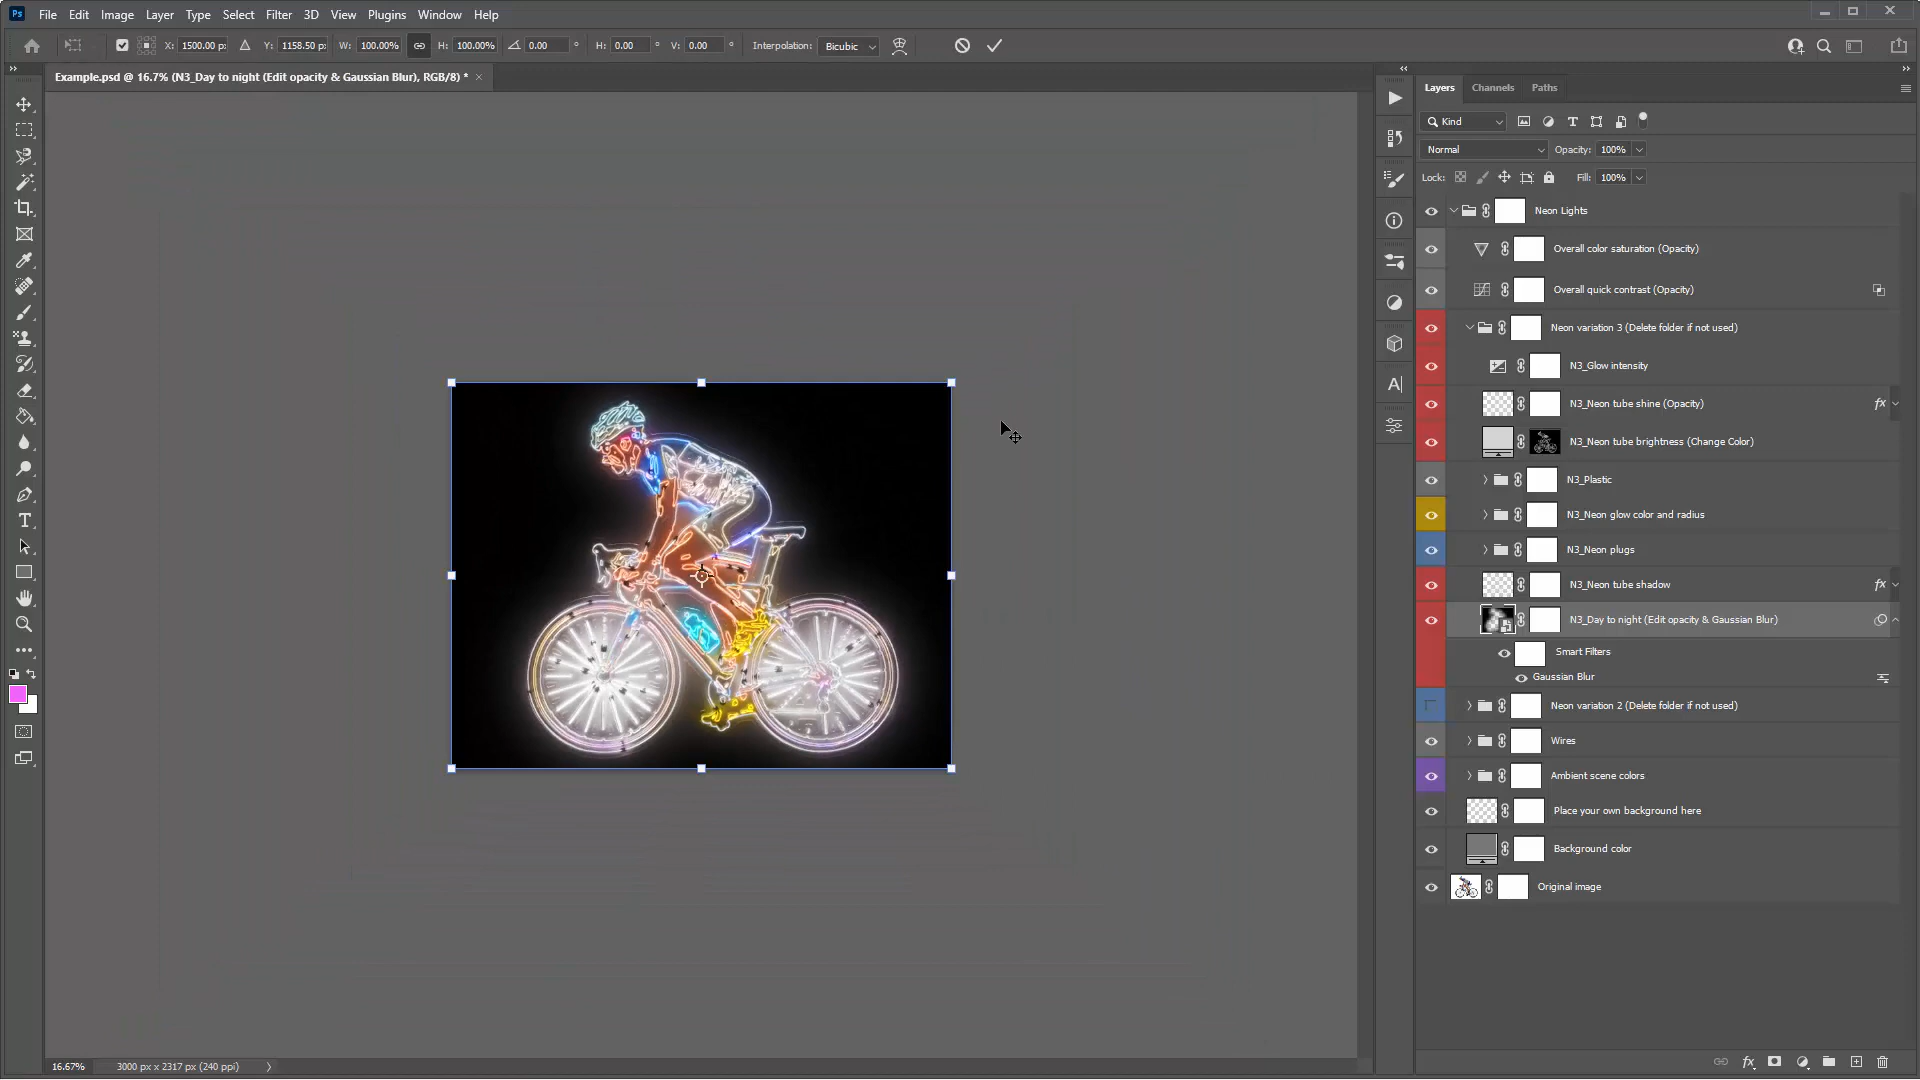 Ps File Edit Image Layer Type Select Filter 3D View Plugins Window Help
X: 1500.00 p Y: 1158.50 p W: 100.00% H: 100.00% 0.00 ° H: 0.00 ° V: 0.00 ° Interpolation: Bicubic
Example.psd @ 16.7% (N3_Day to night (Edit opacity & Gaussian Blur), RGB/8) * ×
Layers Channels Paths
Kind
Normal Opacity: 100%
Lock: Fill: 100%
Neon Lights
Overall color saturation (Opacity)
Overall quick contrast (Opacity)
Neon variation 3 (Delete folder if not used)
N3_Glow intensity
N3_Neon tube shine (Opacity) fx
N3_Neon tube brightness (Change Color)
N3_Plastic
N3_Neon glow color and radius
N3_Neon plugs
N3_Neon tube shadow fx
N3_Day to night (Edit opacity & Gaussian Blur)
Smart Filters
Gaussian Blur
Neon variation 2 (Delete folder if not used)
Wires
Ambient scene colors
Place your own background here
Background color
Original image
16.67% 3000 px x 2317 px (240 ppi)
fx